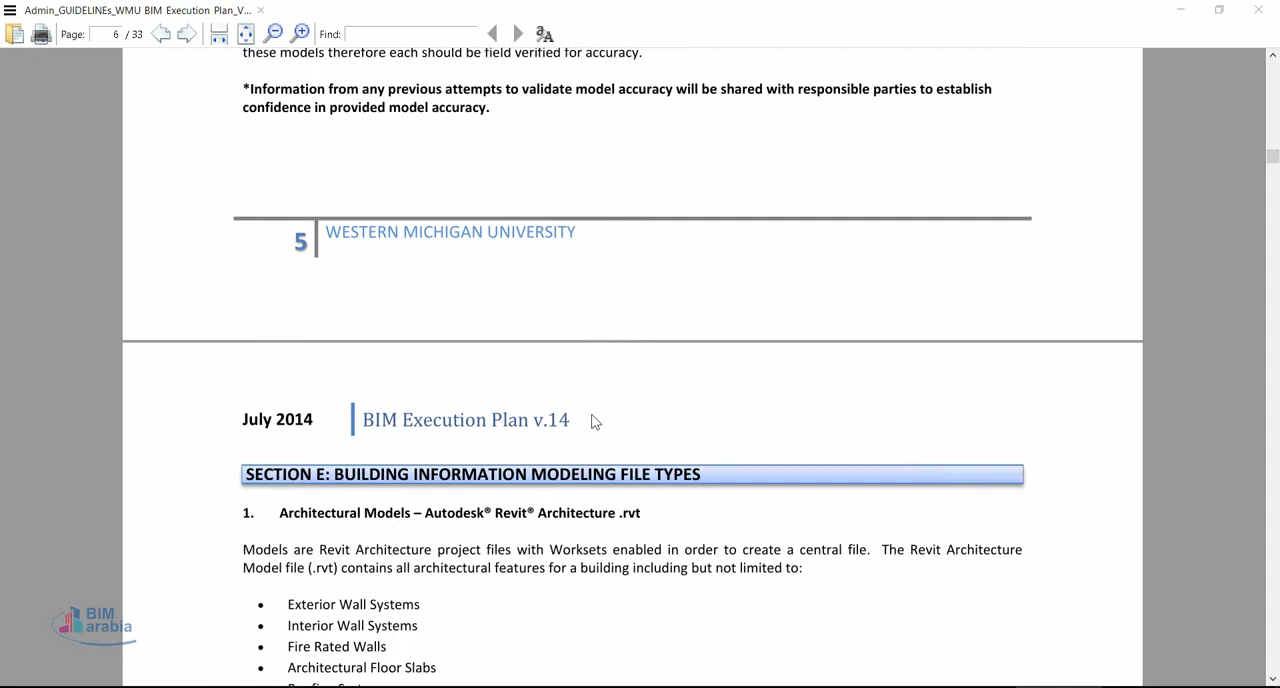 Admin_GUIDELINEs_WMU BIM Execution Plan_V...
Page: 6 / 33 Find:
these models therefore each should be field verified for accuracy.
*Information from any previous attempts to validate model accuracy will be shared with responsible parties to establish
confidence in provided model accuracy.
5 WESTERN MICHIGAN UNIVERSITY
July 2014 BIM Execution Plan v.14
SECTION E: BUILDING INFORMATION MODELING FILE TYPES
1. Architectural Models – Autodesk® Revit® Architecture .rvt
Models are Revit Architecture project files with Worksets enabled in order to create a central file. The Revit Architecture
Model file (.rvt) contains all architectural features for a building including but not limited to:
• Exterior Wall Systems
• Interior Wall Systems
• Fire Rated Walls
• Architectural Floor Slabs
BIM
arabia